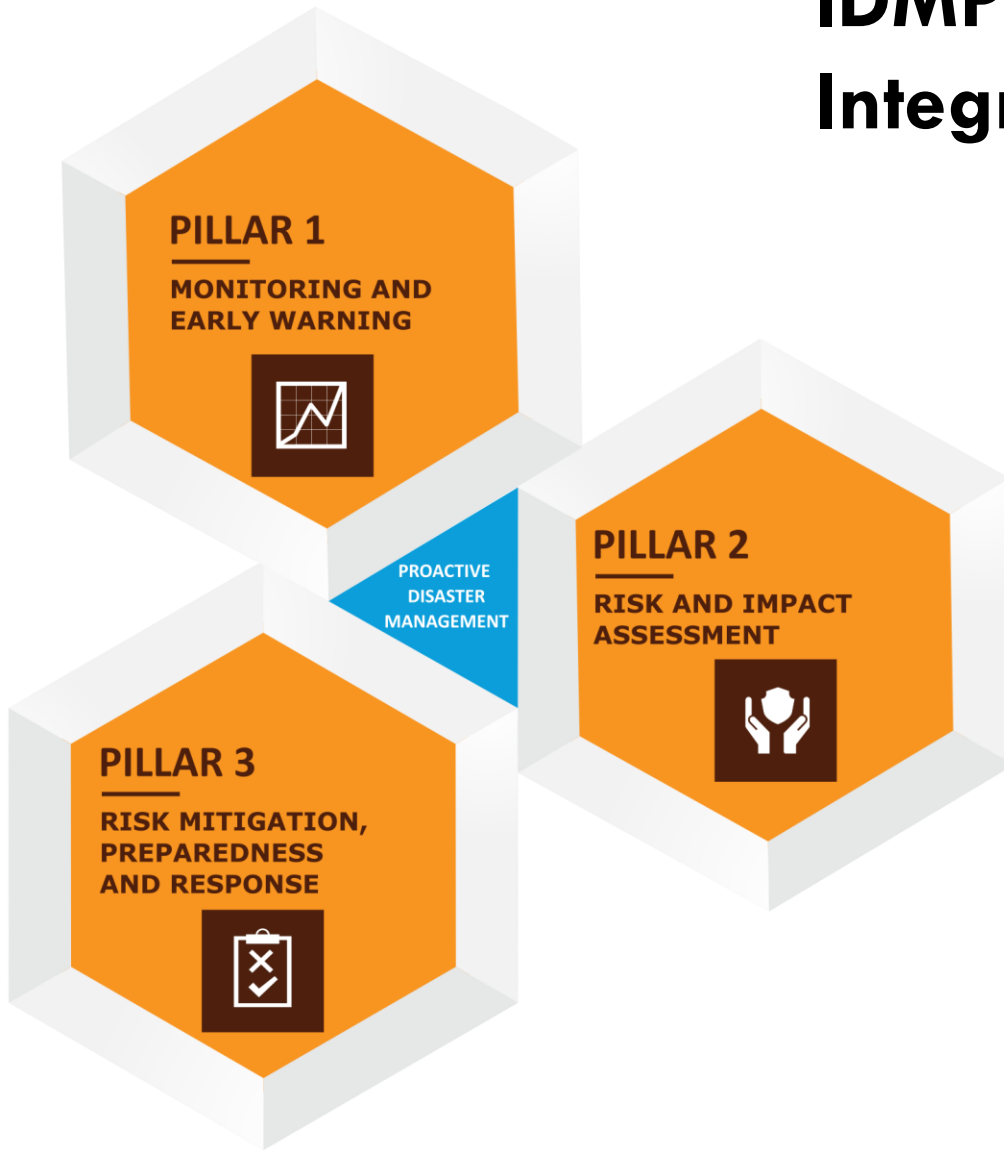 IDMP
Integr
PILLAR 1
MONITORING AND
EARLY WARNING
PROACTIVE
DISASTER
MANAGEMENT
PILLAR 2
RISK AND IMPACT
ASSESSMENT
PILLAR 3
RISK MITIGATION,
PREPAREDNESS
AND RESPONSE